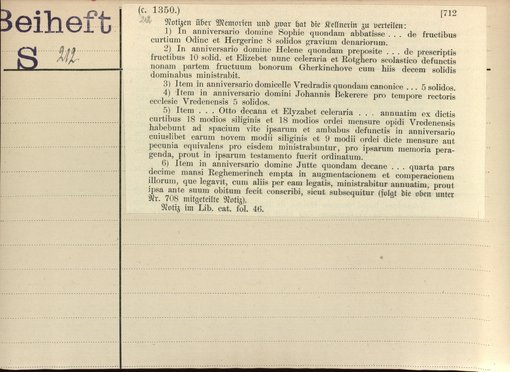 Beiheft
S 212.
(c. 1350.) [712
212
Notizen über Memorien und zwar hat die Kellnerin zu verteilen:
1) In anniversario domine Sophie quondam abbatisse . . . de fructibus
curtium Odine et Hergerine 8 solidos gravium denariorum.
2) In anniversario domine Helene quondam preposite . . . de prescriptis
fructibus 10 solid. et Elizebet nunc celeraria et Rotghero scolastico defunctis
nonam partem fructuum bonorum Gherkinchove cum hiis decem solidis
dominabus ministrabit.
3) Item in anniversario domicelle Vredradis quondam canonice . . . 5 solidos.
4) Item in anniversario domini Johannis Bekerere pro tempore rectoris
ecclesie Vredenensis 5 solidos.
5) Item . . . Otto decana et Elyzabet celeraria . . . annuatim ex dictis
curtibus 18 modios siliginis et 18 modios ordei mensure opidi Vredenensis
habebunt ad spacium vite ipsarum et ambabus defunctis in anniversario
cuiuslibet earum novem modii siliginis et 9 modii ordei dicte mensure aut
pecunia equivalens pro eisdem ministrabuntur, pro ipsarum memoria pera-
genda, prout in ipsarum testamento fuerit ordinatum.
6) Item in anniversario domine Jutte quondam decane . . . quarta pars
decime mansi Reghemerinch empta in augmentacionem et comperacionem
illorum, que legavit, cum aliis per eam legatis, ministrabitur annuatim, prout
ipsa ante suum obitum fecit conscribi, sicut subsequitur (folgt die oben unter
Nr. 708 mitgeteilte Notiz).
Notiz im Lib. cat. fol. 46.